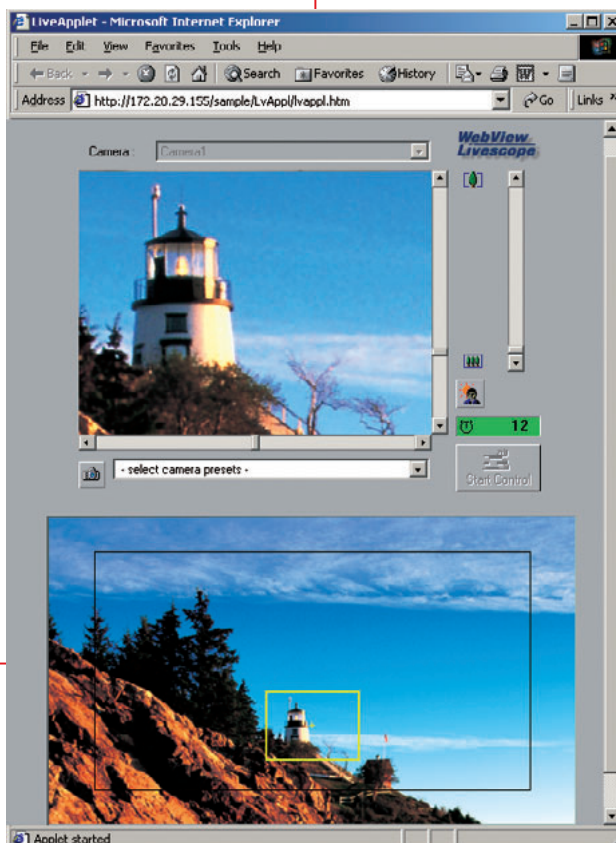 LiveApplet - Microsoft Internet Explorer
File Edit View Favorites Tools Help
Back Search Favorites History
Address http://172.20.29.155/sample/LvAppl/lvappl.htm Go Links »
Camera : Camera1
WebView
Livescope
12
- select camera presets -
Start Control
Applet started